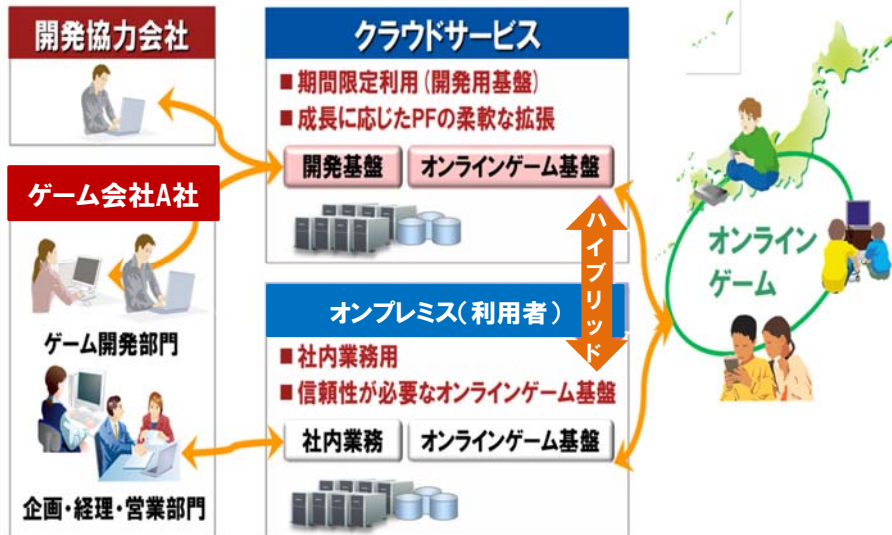 開発協力会社
ゲーム会社A社
ゲーム開発部門
企画・経理・営業部門
クラウドサービス
■ 期間限定利用(開発用基盤)
■ 成長に応じたPFの柔軟な拡張
開発基盤
オンラインゲーム基盤
ハイブリッド
オンプレミス(利用者)
■ 社内業務用
■ 信頼性が必要なオンラインゲーム基盤
社内業務
オンラインゲーム基盤
オンライン
ゲーム